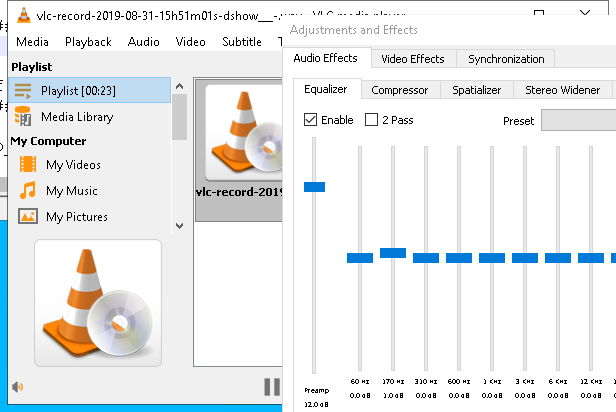 vlc-record-2019-08-31-15h51m01s-dshow__-.wav - VLC media player
Media Playback Audio Video Subtitle T
Playlist
Playlist [00:23]
Media Library
My Computer
My Videos
My Music
My Pictures
vlc-record-2019
Adjustments and Effects
Audio Effects Video Effects Synchronization
Equalizer Compressor Spatializer Stereo Widener
Enable 2 Pass Preset
60 Hz 170 Hz 310 Hz 600 Hz 1 KHz 3 KHz 6 KHz 12 KHz
Preamp 0.0 dB 1.0 dB 0.0 dB 0.0 dB 0.0 dB 0.0 dB 0.0 dB 0.0 dB
12.0 dB